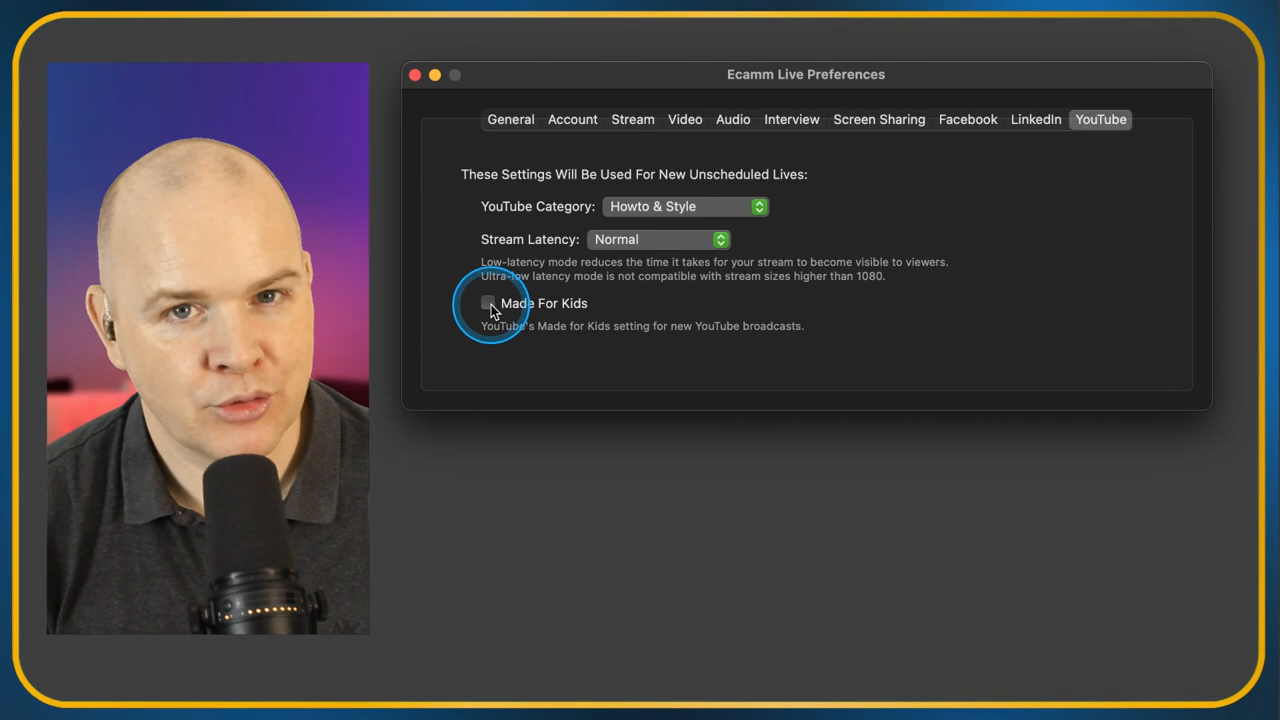 Ecamm Live Preferences
General Account Stream Video Audio Interview Screen Sharing Facebook LinkedIn YouTube
These Settings Will Be Used For New Unscheduled Lives:
YouTube Category: Howto & Style
Stream Latency: Normal
Low-latency mode reduces the time it takes for your stream to become visible to viewers.
Ultra-low latency mode is not compatible with stream sizes higher than 1080.
Made For Kids
YouTube's Made for Kids setting for new YouTube broadcasts.